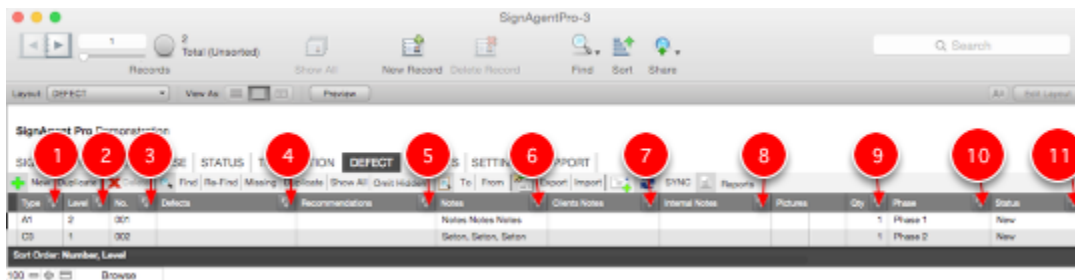 SignAgentPro-3
1
2
Total (Unsorted)
Search
Records
Show All
New Record
Delete Record
Find
Sort
Share
Layout: DEFECT
View As:
Preview
Aa
Edit Layout
SignAgent Pro Demonstration
STATUS
DEFECT
1 2 3 4 5 6 7 8 9 10 11
New Duplicate Find Re-Find Missing Duplicate Show All Omit Hidden To From Export Import SYNC Reports
Type Level No. Defects Recommendations Notes Clients Notes Internal Notes Pictures Qty Phase Status
A1 2 001 Notes Notes Notes 1 Phase 1 New
C3 1 002 Seton, Seton, Seton 1 Phase 2 New
Sort Order: Number, Level
100 Browse